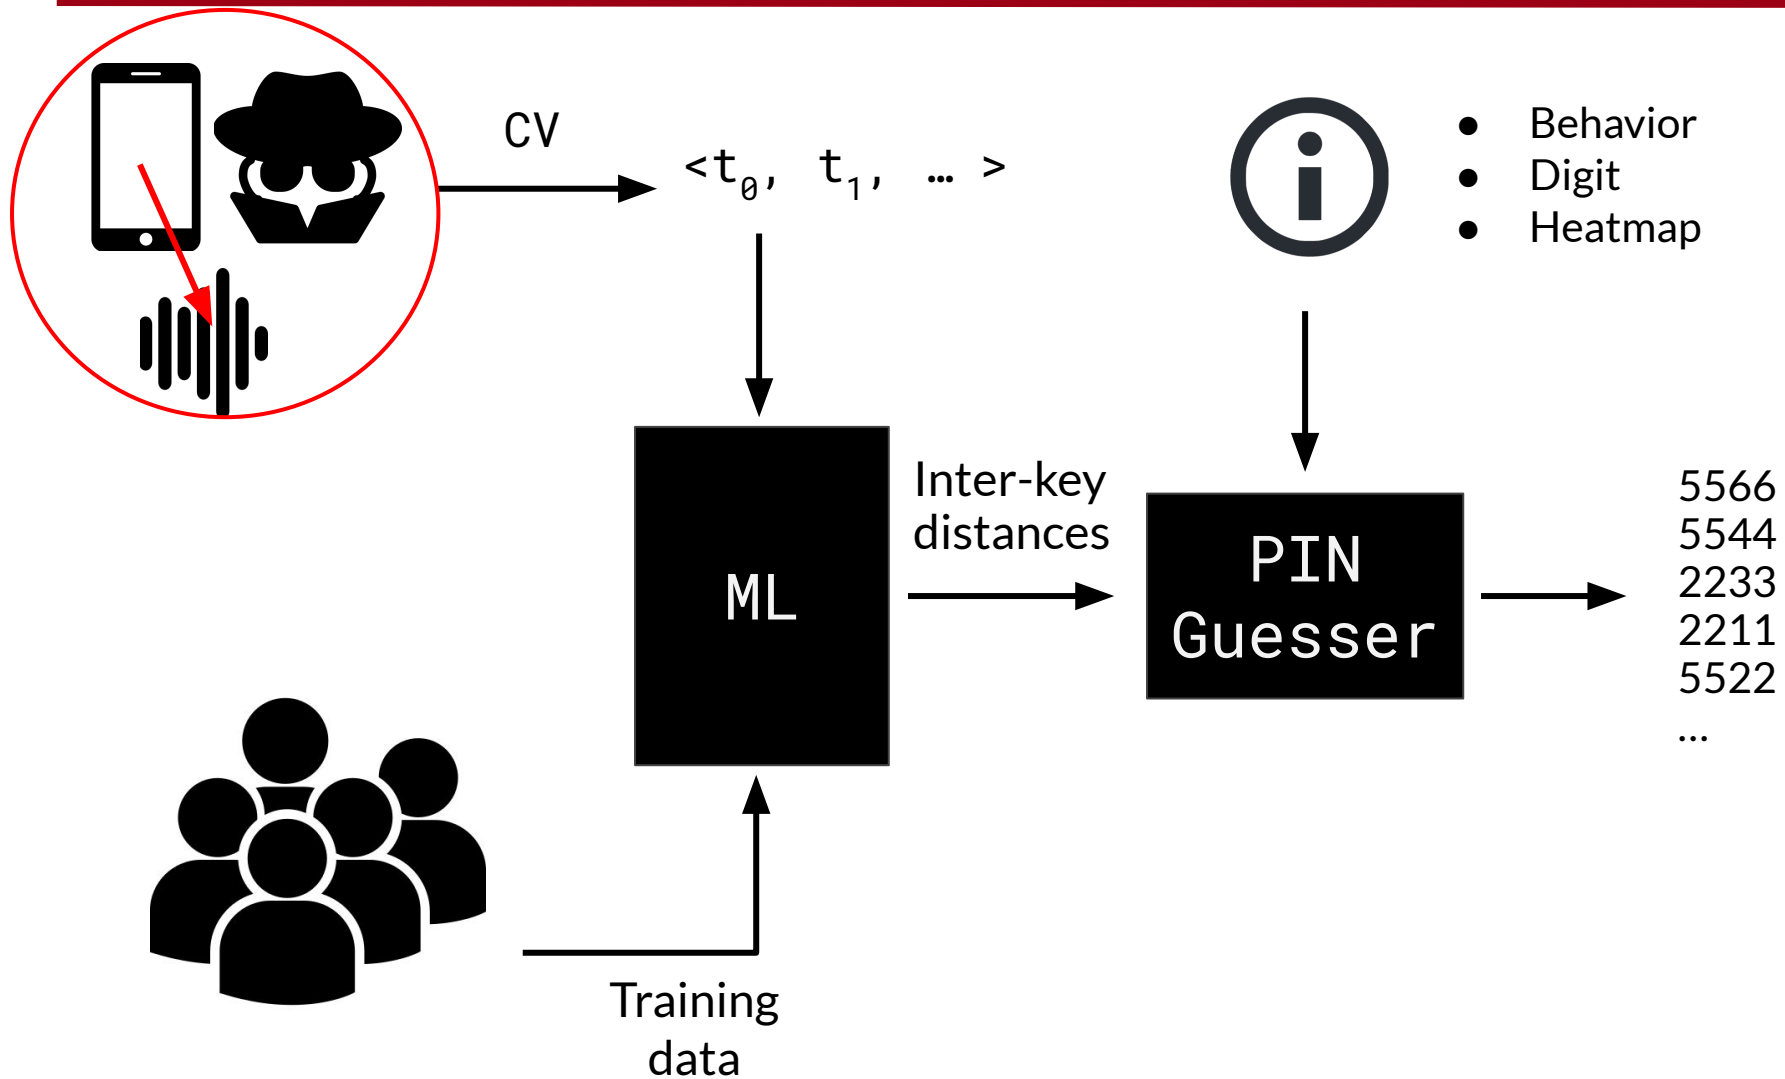 CV
<t₀, t₁, … >
● Behavior
● Digit
● Heatmap
ML
Inter-key
distances
PIN
Guesser
5566
5544
2233
2211
5522
...
Training
data